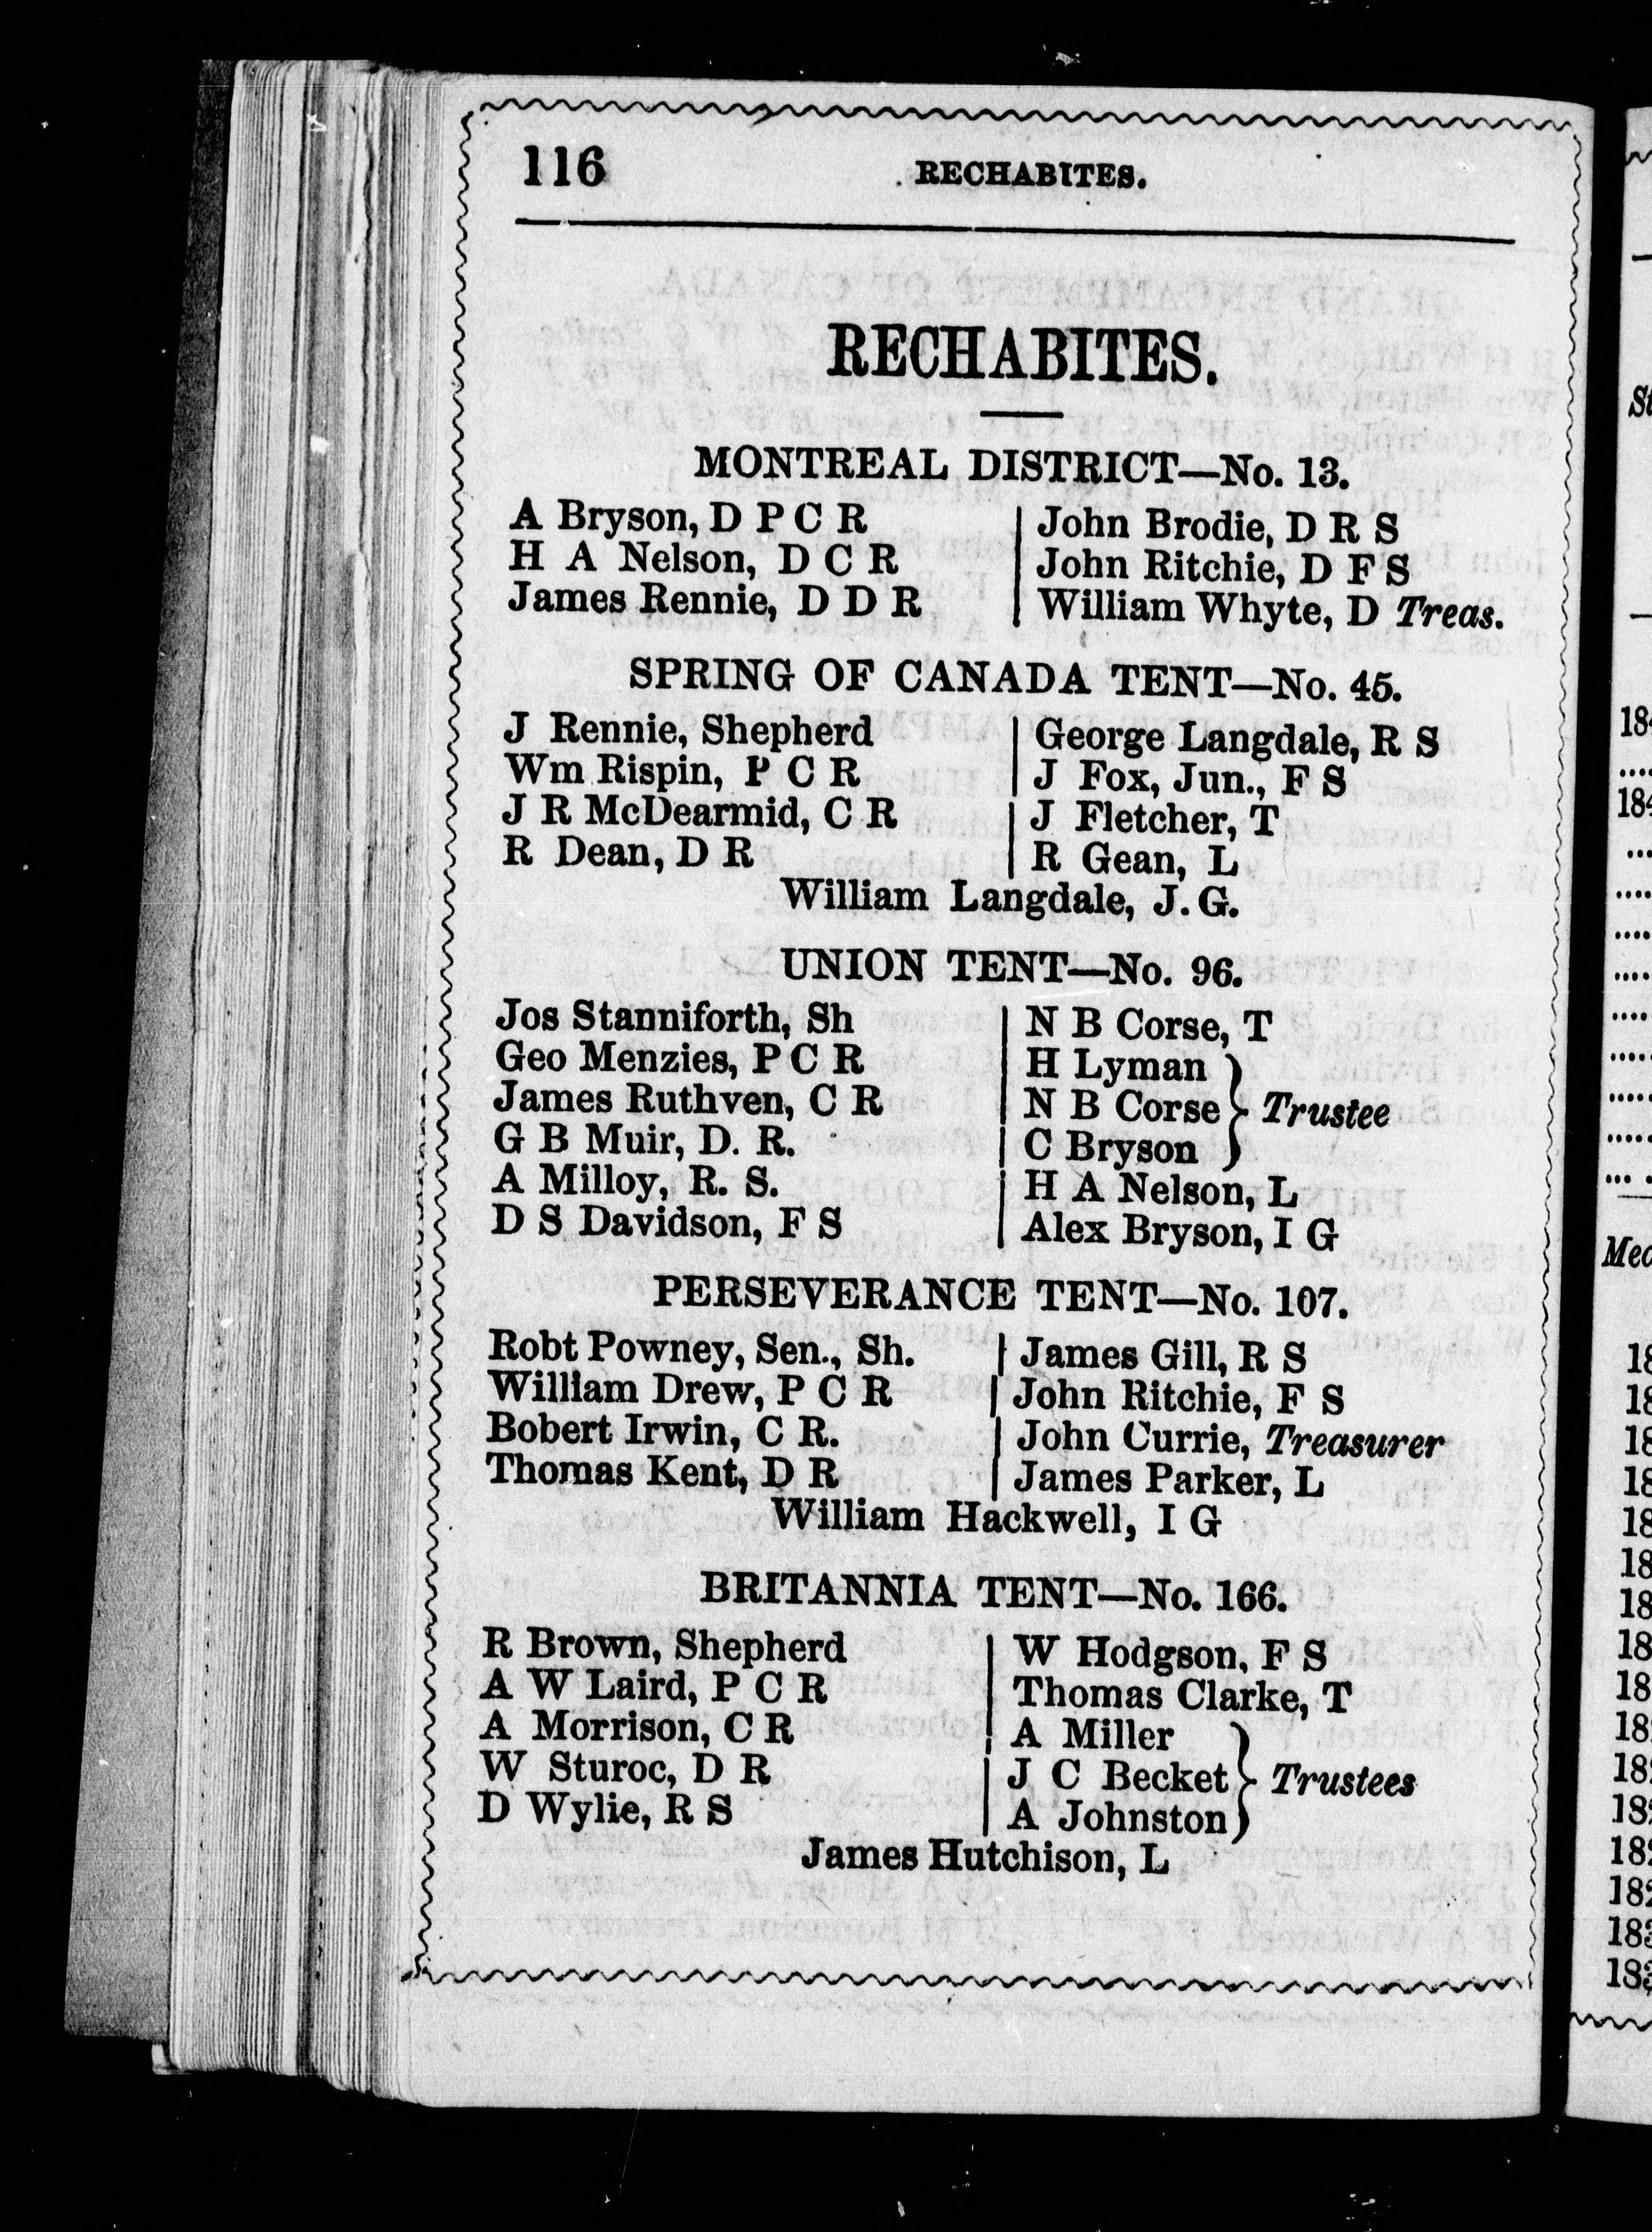 116 RECHABITES.
RECHABITES.
MONTREAL DISTRICT—No. 13.
A Bryson, D P C R
H A Nelson, D C R
James Rennie, D D R
John Brodie, D R S
John Ritchie, D F S
William Whyte, D Treas.
SPRING OF CANADA TENT—No. 45.
J Rennie, Shepherd
Wm Rispin, P C R
J R McDearmid, C R
R Dean, D R
George Langdale, R S
J Fox, Jun., F S
J Fletcher, T
R Gean, L
William Langdale, J. G.
UNION TENT—No. 96.
Jos Stanniforth, Sh
Geo Menzies, P C R
James Ruthven, C R
G B Muir, D. R.
A Milloy, R. S.
D S Davidson, F S
N B Corse, T
H Lyman
N B Corse } Trustee
C Bryson
H A Nelson, L
Alex Bryson, I G
PERSEVERANCE TENT—No. 107.
Robt Powney, Sen., Sh.
William Drew, P C R
Bobert Irwin, C R.
Thomas Kent, D R
James Gill, R S
John Ritchie, F S
John Currie, Treasurer
James Parker, L
William Hackwell, I G
BRITANNIA TENT—No. 166.
R Brown, Shepherd
A W Laird, P C R
A Morrison, C R
W Sturoc, D R
D Wylie, R S
W Hodgson, F S
Thomas Clarke, T
A Miller
J C Becket } Trustees
A Johnston
James Hutchison, L